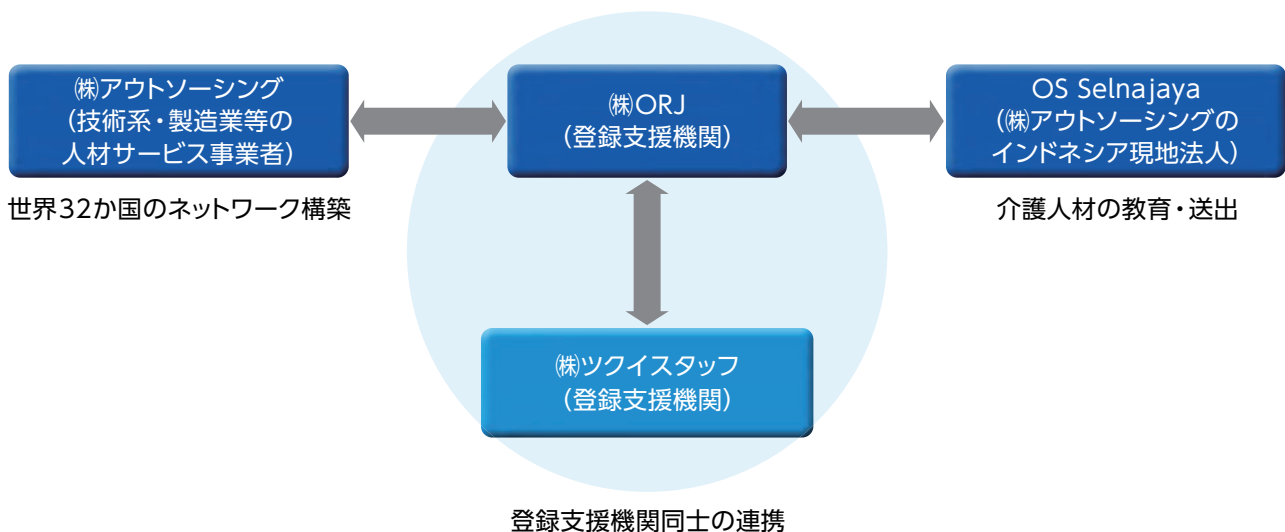 ㈱アウトソーシング
(技術系・製造業等の
人材サービス事業者)
世界32か国のネットワーク構築
㈱ORJ
(登録支援機関)
OS Selnajaya
(㈱アウトソーシングの
インドネシア現地法人)
介護人材の教育・送出
㈱ツクイスタッフ
(登録支援機関)
登録支援機関同士の連携